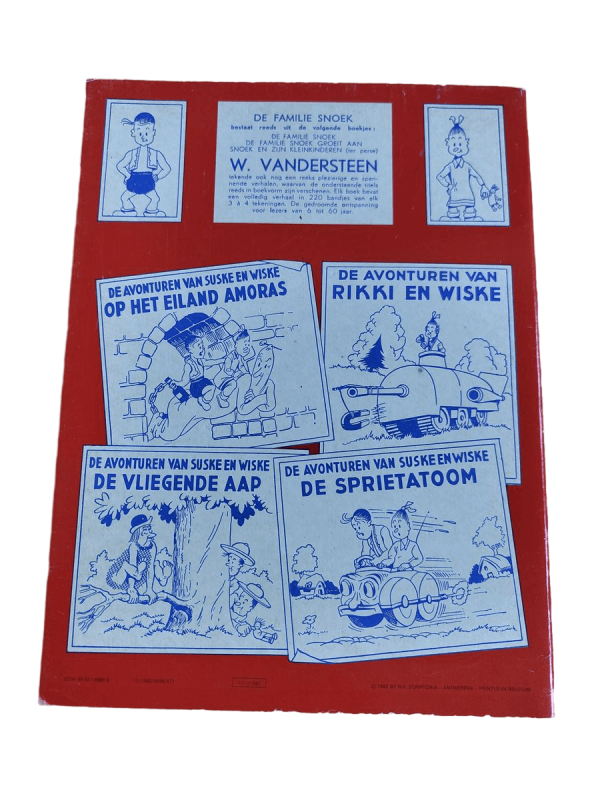 DE FAMILIE SNOEK
bestaat reeds uit de volgende boekjes:
DE FAMILIE SNOEK
DE FAMILIE SNOEK GROEIT AAN
SNOEK EN ZIJN KLEINKINDEREN (ter perse)
W. VANDERSTEEN
tekende ook nog een reeks plezierige en span-
nende verhalen, waarvan de onderstaande titels
reeds in boekvorm zijn verschenen. Elk boek bevat
een volledig verhaal in 220 bandjes van elk
3 à 4 tekeningen. De gedroomde ontspanning
voor lezers van 6 tot 60 jaar.
DE AVONTUREN VAN SUSKE EN WISKE
OP HET EILAND AMORAS
DE AVONTUREN VAN
RIKKI EN WISKE
DE AVONTUREN VAN SUSKE EN WISKE
DE VLIEGENDE AAP
DE AVONTUREN VAN SUSKE EN WISKE
DE SPRIETATOOM